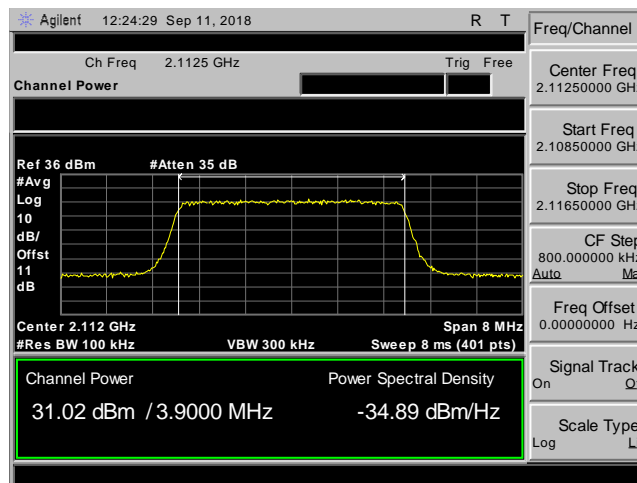 Agilent 12:24:29 Sep 11, 2018 R T
Freq/Channel
Ch Freq 2.1125 GHz Trig Free
Channel Power
Center Freq
2.11250000 GH
Start Freq
2.10850000 GH
Stop Freq
2.11650000 GH
CF Step
800.000000 kHz
Auto Ma
Freq Offset
0.00000000 Hz
Signal Track
On O
Scale Type
Log L
Ref 36 dBm #Atten 35 dB
#Avg
Log
10
dB/
Offst
11
dB
Center 2.112 GHz Span 8 MHz
#Res BW 100 kHz VBW 300 kHz Sweep 8 ms (401 pts)
Channel Power Power Spectral Density
31.02 dBm / 3.9000 MHz -34.89 dBm/Hz